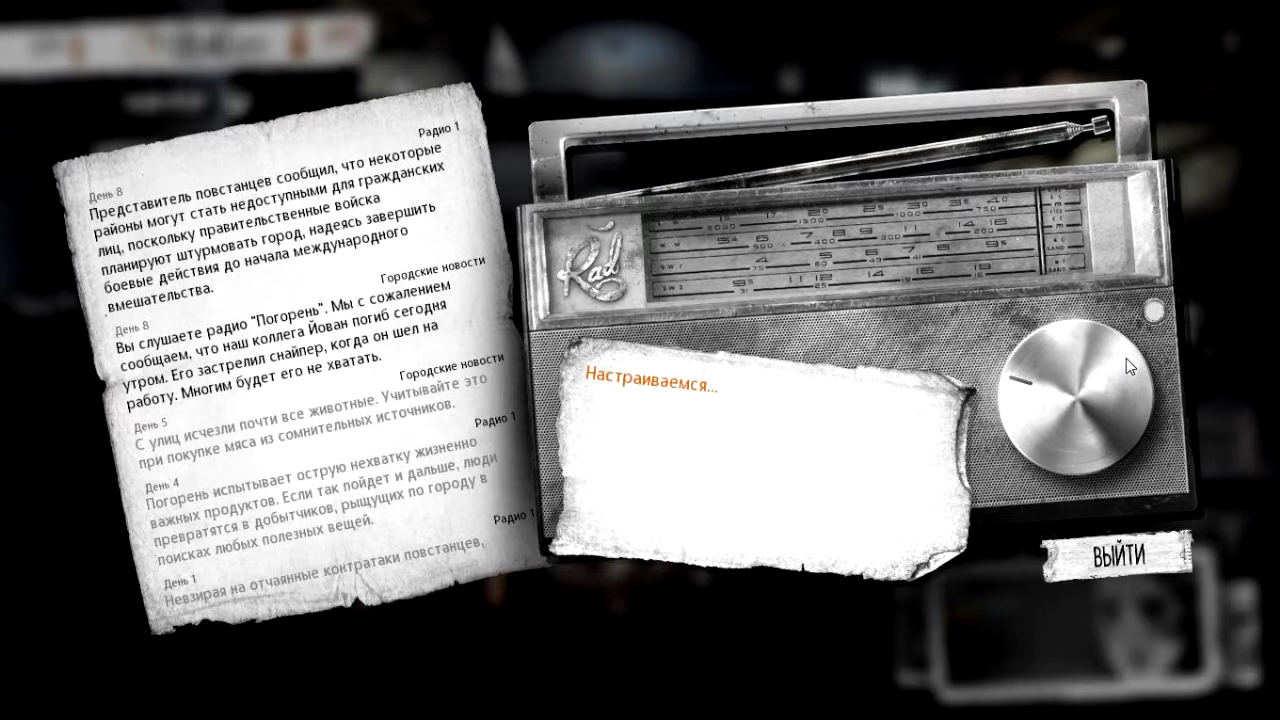 Радио 1
День 8
Представитель повстанцев сообщил, что некоторые
районы могут стать недоступными для гражданских
лиц, поскольку правительственные войска
планируют штурмовать город, надеясь завершить
боевые действия до начала международного
вмешательства.
Городские новости
День 8
Вы слушаете радио "Погорень". Мы с сожалением
сообщаем, что наш коллега Йован погиб сегодня
утром. Его застрелил снайпер, когда он шел на
работу. Многим будет его не хватать.
Городские новости
День 5
С улиц исчезли почти все животные. Учитывайте это
при покупке мяса из сомнительных источников.
Радио 1
День 4
Погорень испытывает острую нехватку жизненно
важных продуктов. Если так пойдет и дальше, люди
превратятся в добытчиков, рыщущих по городу в
поисках любых полезных вещей.
Радио 1
День 1
Невзирая на отчаянные контратаки повстанцев,
Rad
Настраиваемся...
ВЫЙТИ